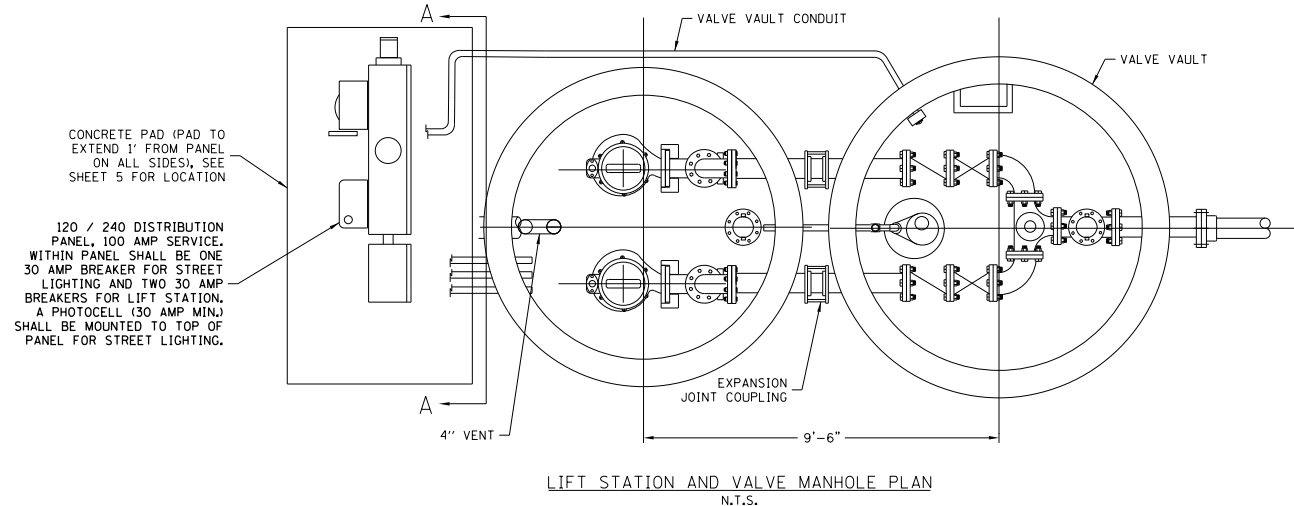 A
VALVE VAULT CONDUIT
VALVE VAULT
CONCRETE PAD (PAD TO
EXTEND 1' FROM PANEL
ON ALL SIDES), SEE
SHEET 5 FOR LOCATION
120 / 240 DISTRIBUTION
PANEL, 100 AMP SERVICE.
WITHIN PANEL SHALL BE ONE
30 AMP BREAKER FOR STREET
LIGHTING AND TWO 30 AMP
BREAKERS FOR LIFT STATION.
A PHOTOCELL (30 AMP MIN.)
SHALL BE MOUNTED TO TOP OF
PANEL FOR STREET LIGHTING.
EXPANSION
JOINT COUPLING
A
4'' VENT
9'-6"
LIFT STATION AND VALVE MANHOLE PLAN
N.T.S.